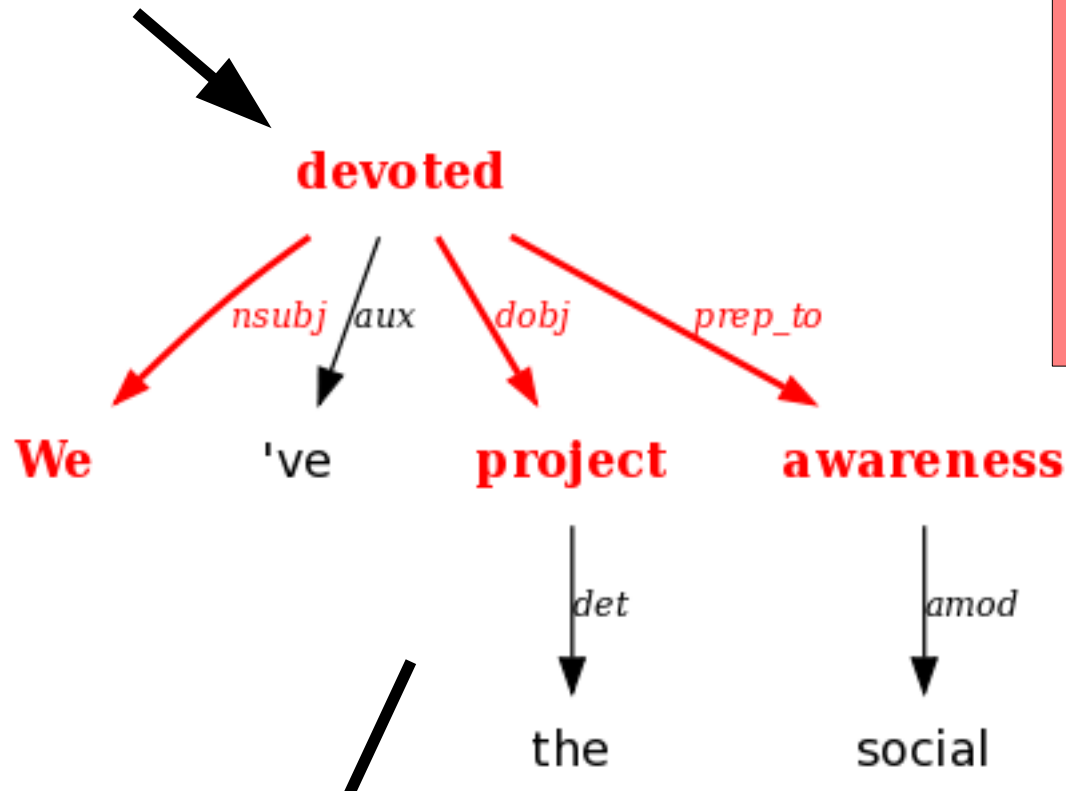 devoted
nsubj aux dobj prep_to
We 've project awareness
det amod
the social